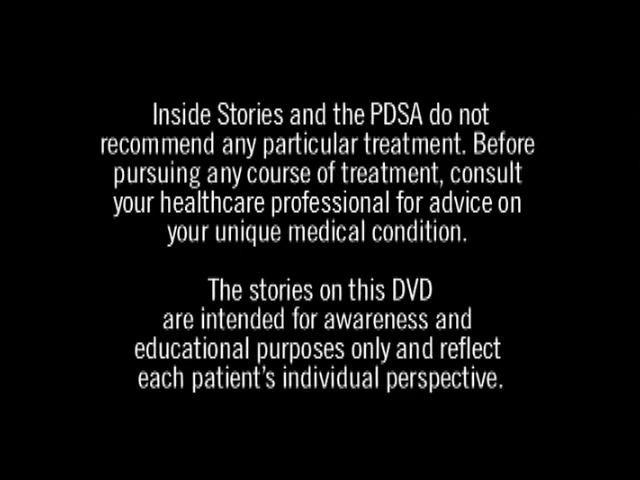 Inside Stories and the PDSA do not
recommend any particular treatment. Before
pursuing any course of treatment, consult
your healthcare professional for advice on
your unique medical condition.
The stories on this DVD
are intended for awareness and
educational purposes only and reflect
each patient's individual perspective.